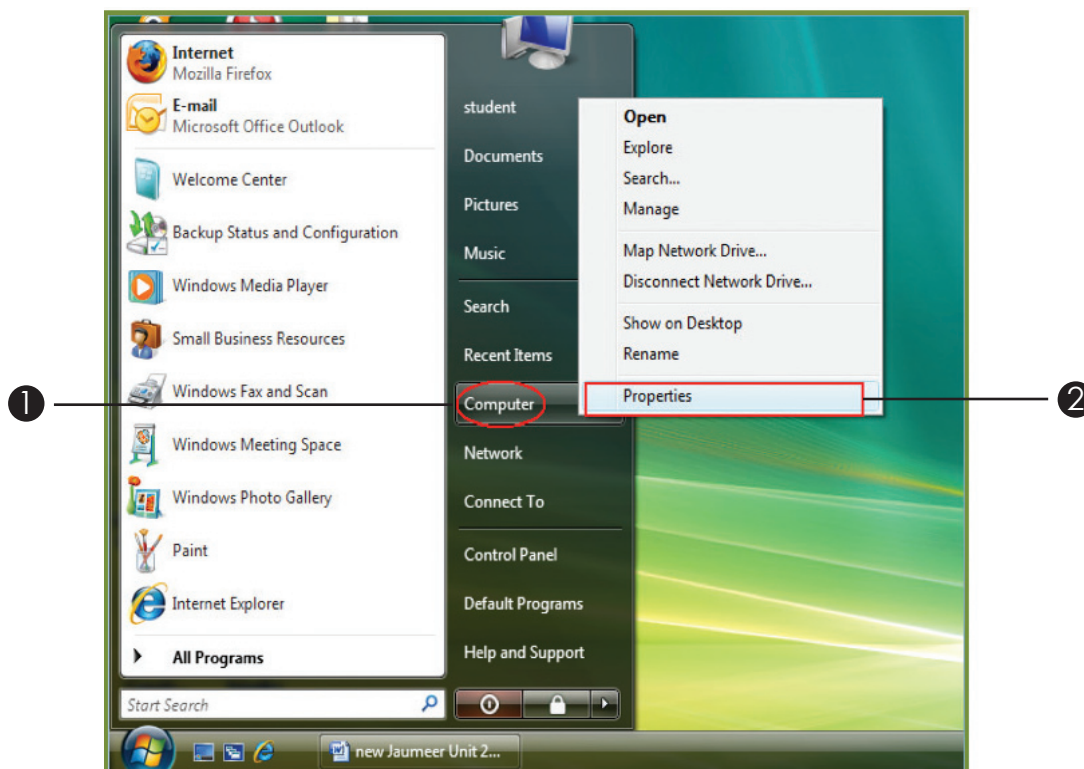 Internet
Mozilla Firefox
E-mail
Microsoft Office Outlook
Welcome Center
Backup Status and Configuration
Windows Media Player
Small Business Resources
Windows Fax and Scan
Windows Meeting Space
Windows Photo Gallery
Paint
Internet Explorer
All Programs
Start Search
student
Documents
Pictures
Music
Search
Recent Items
Computer
Network
Connect To
Control Panel
Default Programs
Help and Support
Open
Explore
Search...
Manage
Map Network Drive...
Disconnect Network Drive...
Show on Desktop
Rename
Properties
1
2
new Jaumeer Unit 2...